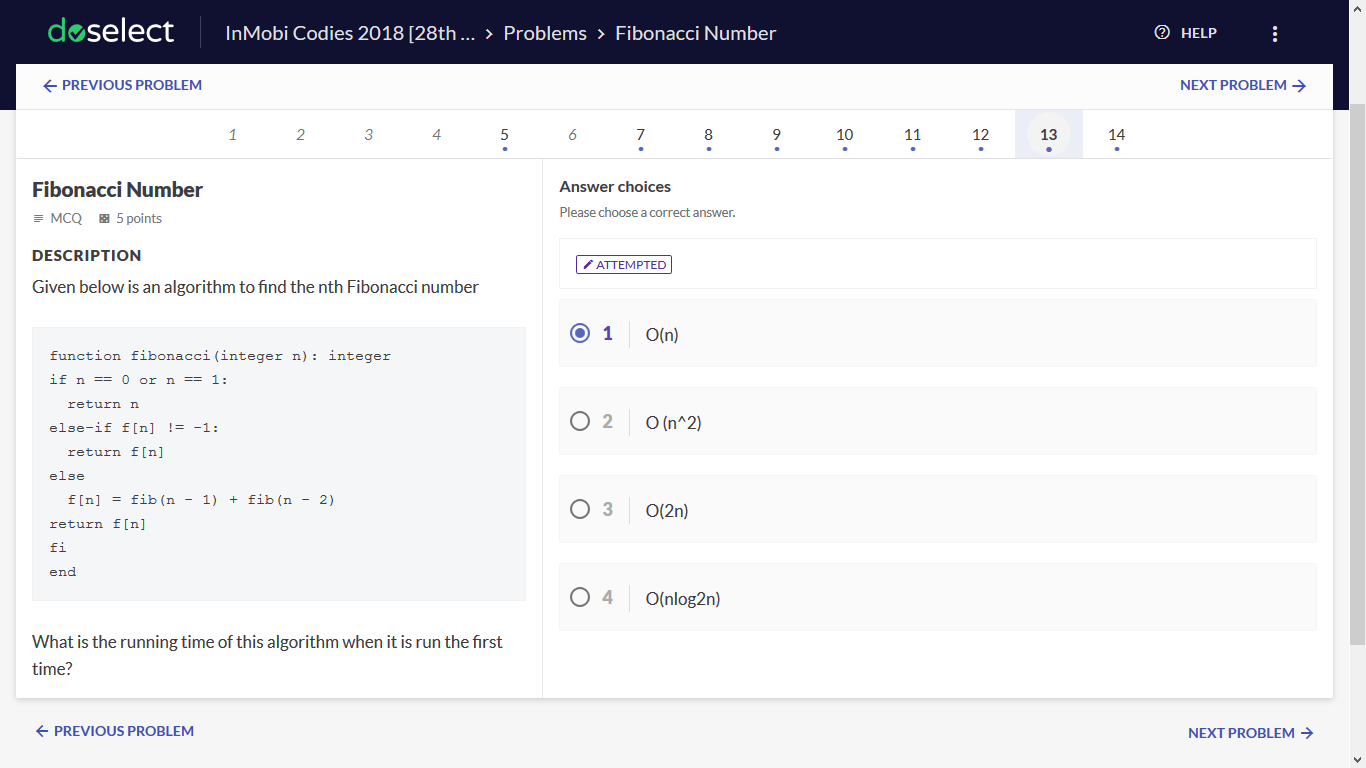 doselect
InMobi Codies 2018 [28th ... > Problems > Fibonacci Number
HELP
← PREVIOUS PROBLEM
NEXT PROBLEM →
1 2 3 4 5 6 7 8 9 10 11 12 13 14
Fibonacci Number
MCQ 5 points
DESCRIPTION
Given below is an algorithm to find the nth Fibonacci number
function fibonacci(integer n): integer
if n == 0 or n == 1:
  return n
else-if f[n] != -1:
  return f[n]
else
  f[n] = fib(n - 1) + fib(n - 2)
return f[n]
fi
end
What is the running time of this algorithm when it is run the first
time?
Answer choices
Please choose a correct answer.
ATTEMPTED
1 O(n)
2 O (n^2)
3 O(2n)
4 O(nlog2n)
← PREVIOUS PROBLEM
NEXT PROBLEM →